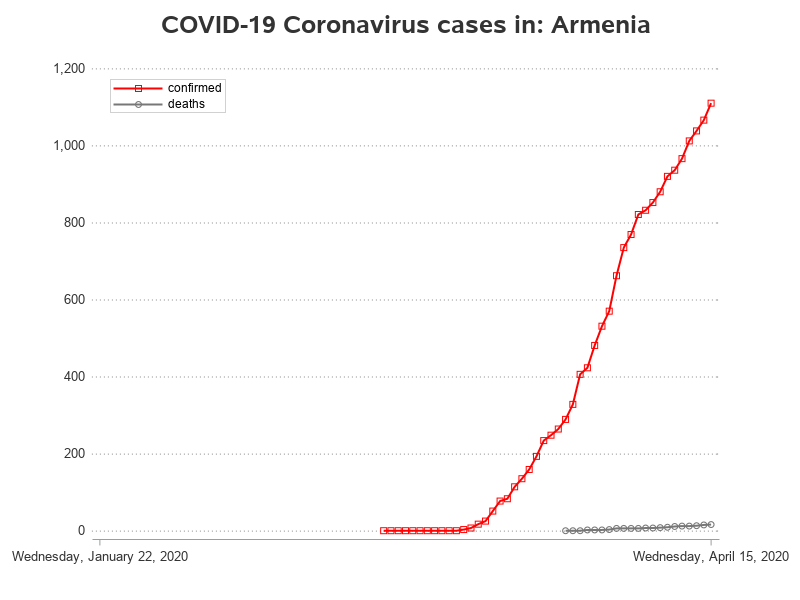 COVID-19 Coronavirus cases in: Armenia
1,200
confirmed
deaths
1,000
800
600
400
200
0
Wednesday, January 22, 2020 Wednesday, April 15, 2020